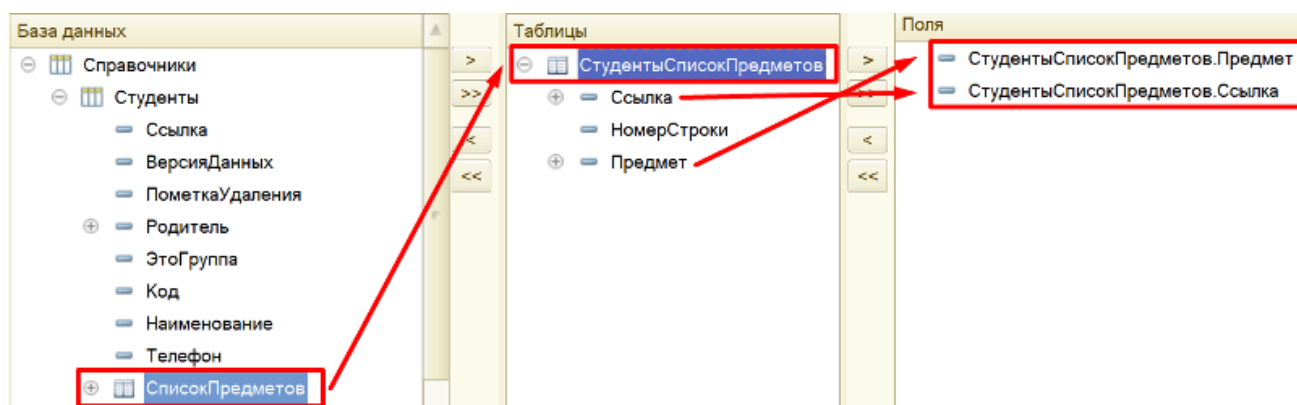 База данных
Справочники
Студенты
Ссылка
ВерсияДанных
ПометкаУдаления
Родитель
ЭтоГруппа
Код
Наименование
Телефон
СписокПредметов
>
>>
<
<<
Таблицы
СтудентыСписокПредметов
Ссылка
НомерСтроки
Предмет
>
>>
<
<<
Поля
СтудентыСписокПредметов.Предмет
СтудентыСписокПредметов.Ссылка